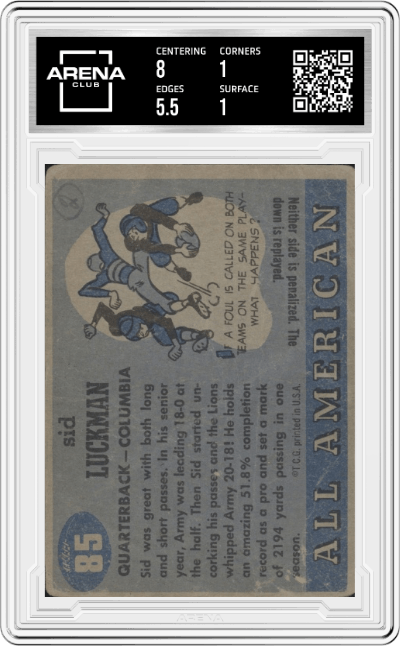 ARENA
CLUB
CENTERING
8
CORNERS
1
EDGES
5.5
SURFACE
1
85
sid
LUCKMAN
QUARTERBACK — COLUMBIA
Sid was great with both long
and short passes. In his senior
year, Army was leading 18-0 at
the half. Then Sid started un-
corking his passes and the Lions
whipped Army 20-18! He holds
an amazing 51.8% completion
record as a pro and set a mark
of 2194 yards passing in one
season.
©T.C.G. printed in U.S.A.
IF A FOUL IS CALLED ON BOTH
TEAMS ON THE SAME PLAY—
WHAT HAPPENS?
Neither side is penalized. The
down is replayed.
ALL AMERICAN
ARENA